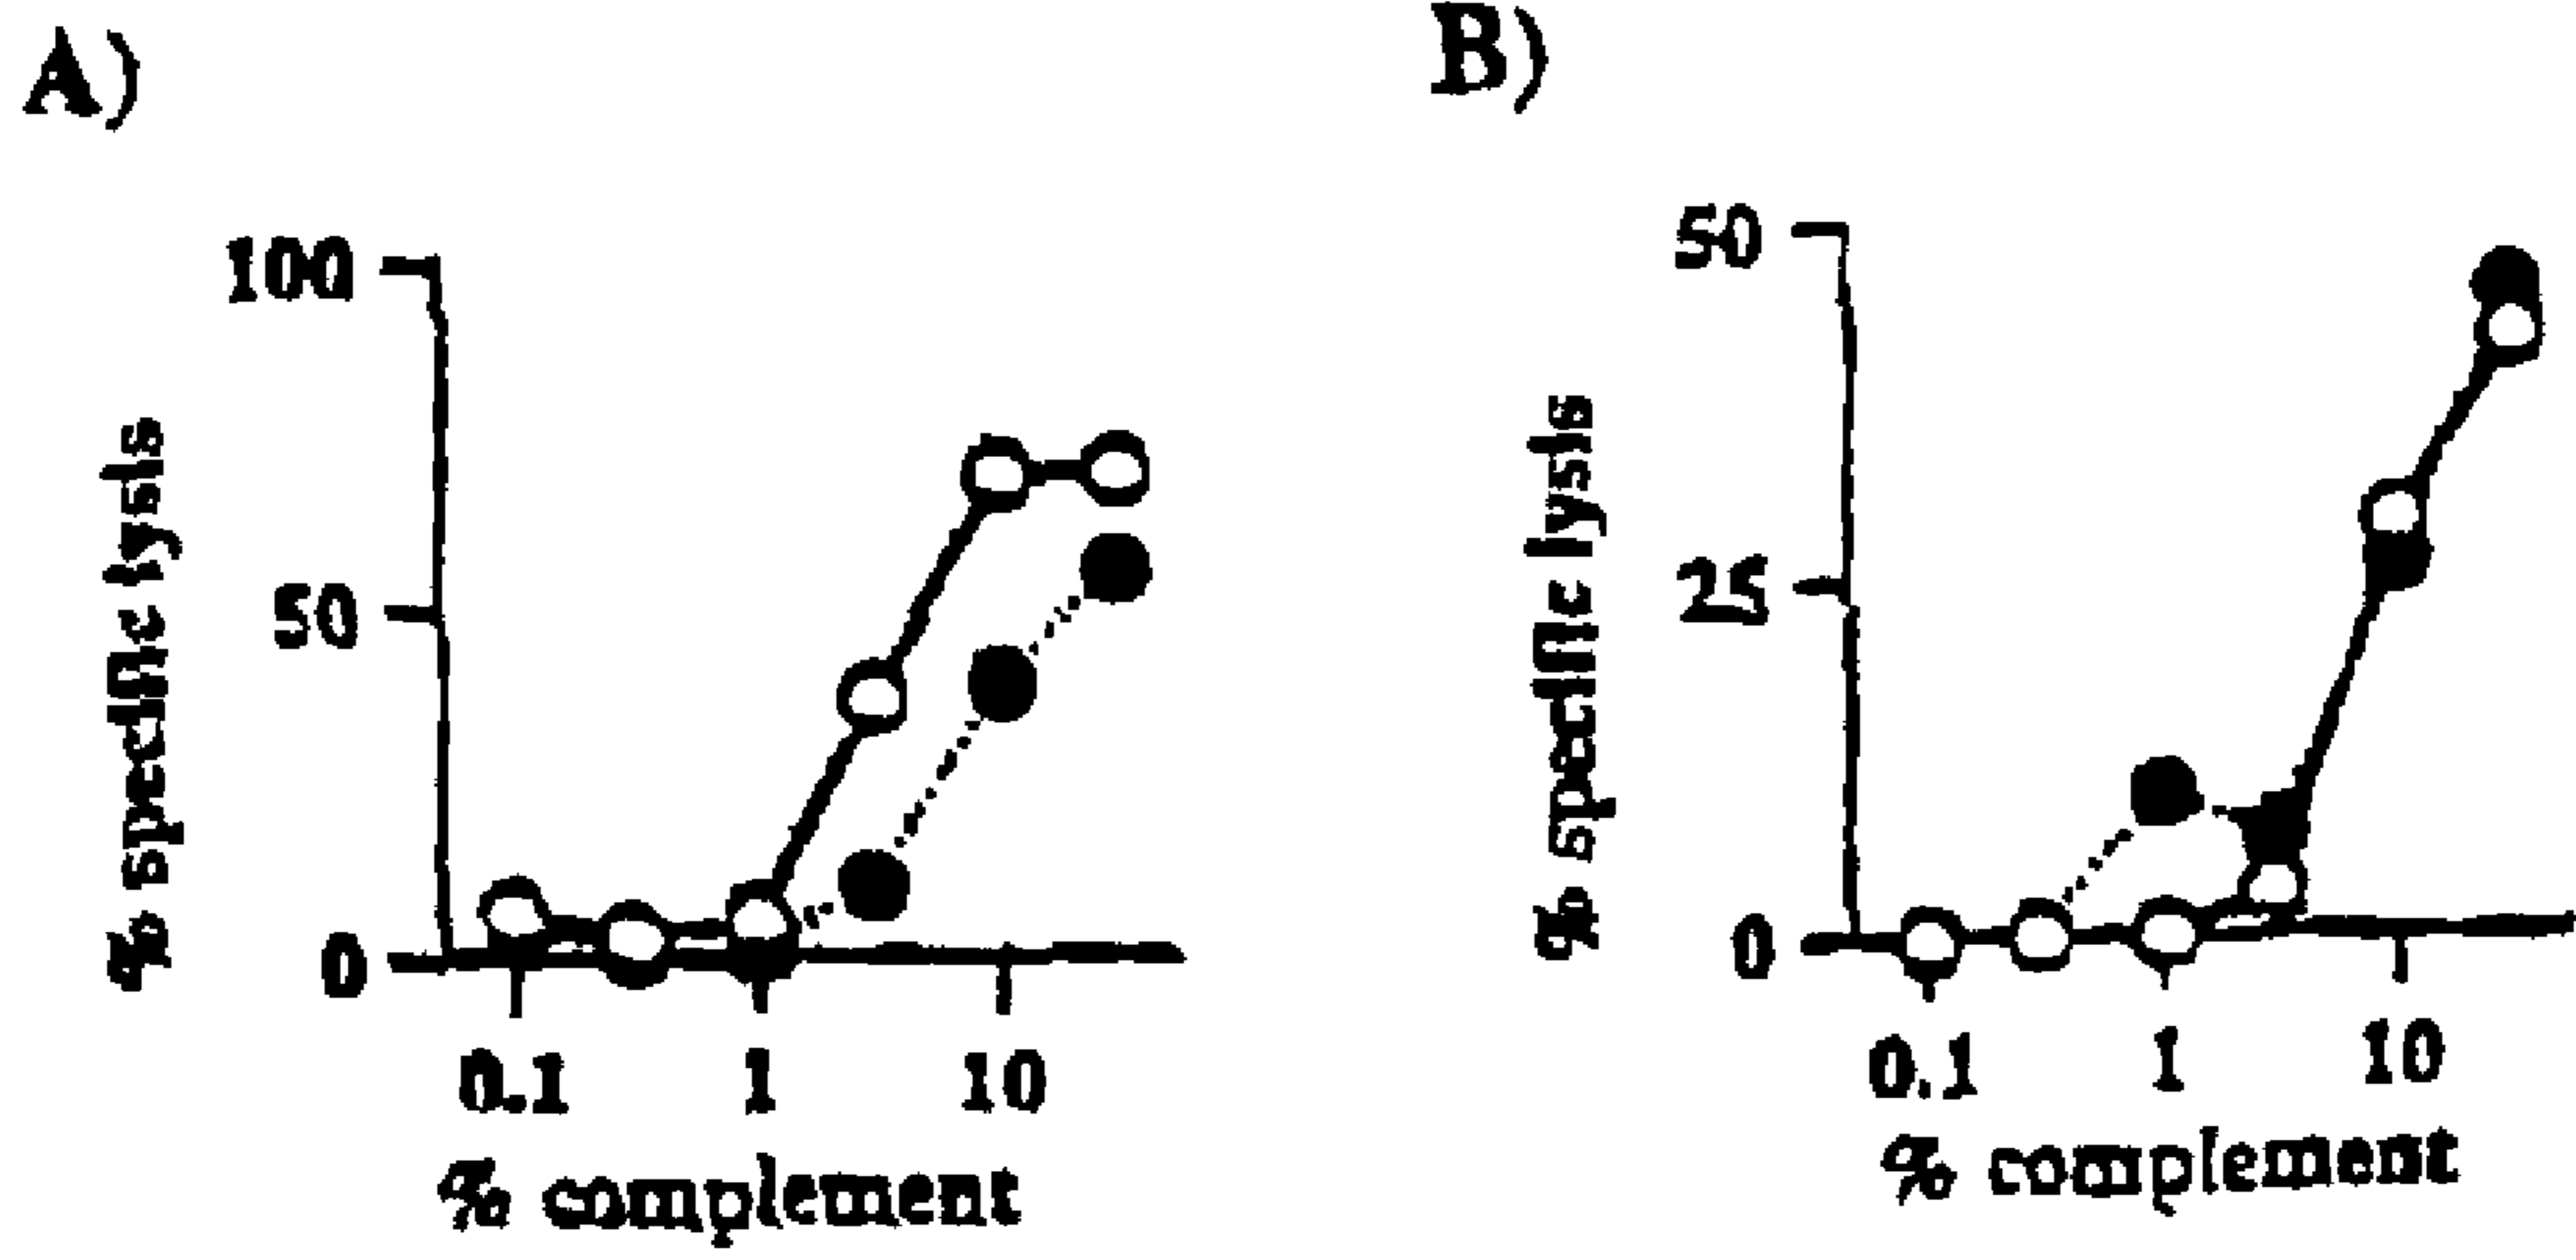 A)
100
50
0
% specific lysis
0.1 1 10
% complement
B)
50
25
0
% specific lysis
0.1 1 10
% complement